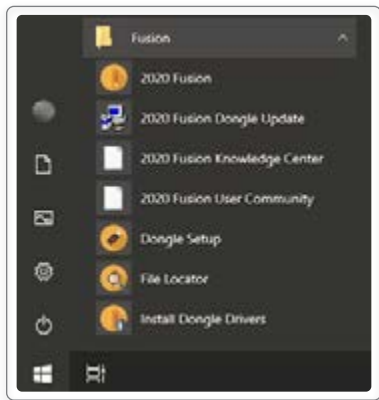 Fusion
2020 Fusion
2020 Fusion Dongle Update
2020 Fusion Knowledge Center
2020 Fusion User Community
Dongle Setup
File Locator
Install Dongle Drivers